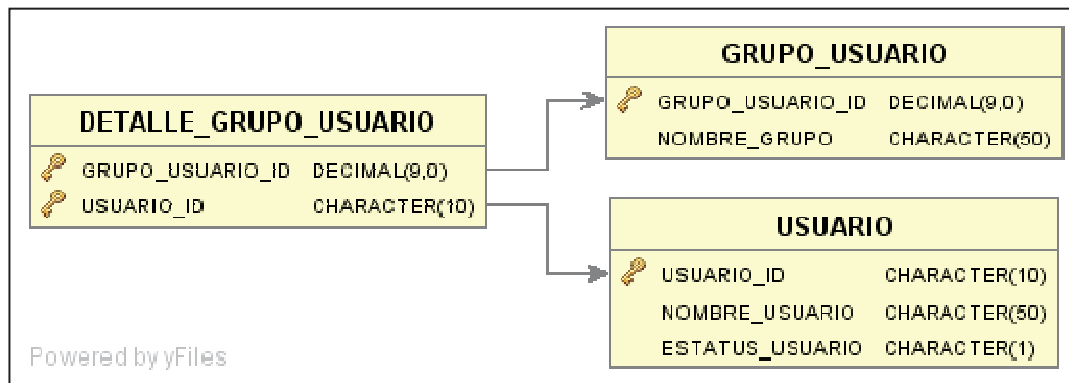 DETALLE_GRUPO_USUARIO
GRUPO_USUARIO_ID DECIMAL(9,0)
USUARIO_ID CHARACTER(10)
GRUPO_USUARIO
GRUPO_USUARIO_ID DECIMAL(9,0)
NOMBRE_GRUPO CHARACTER(50)
USUARIO
USUARIO_ID CHARACTER(10)
NOMBRE_USUARIO CHARACTER(50)
ESTATUS_USUARIO CHARACTER(1)
Powered by yFiles